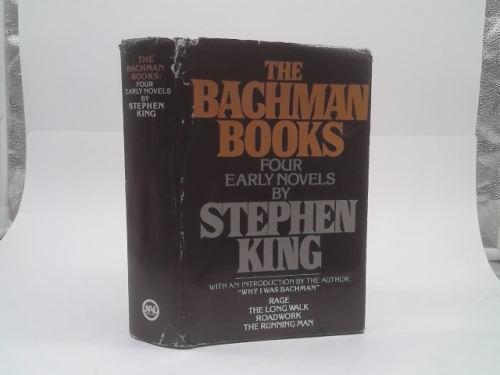 THE
BACHMAN
BOOKS:
FOUR
EARLY NOVELS
BY
STEPHEN
KING
THE
BACHMAN
BOOKS
FOUR
EARLY NOVELS
BY
STEPHEN
KING
WITH AN INTRODUCTION BY THE AUTHOR,
"WHY I WAS BACHMAN"
RAGE
THE LONG WALK
ROADWORK
THE RUNNING MAN